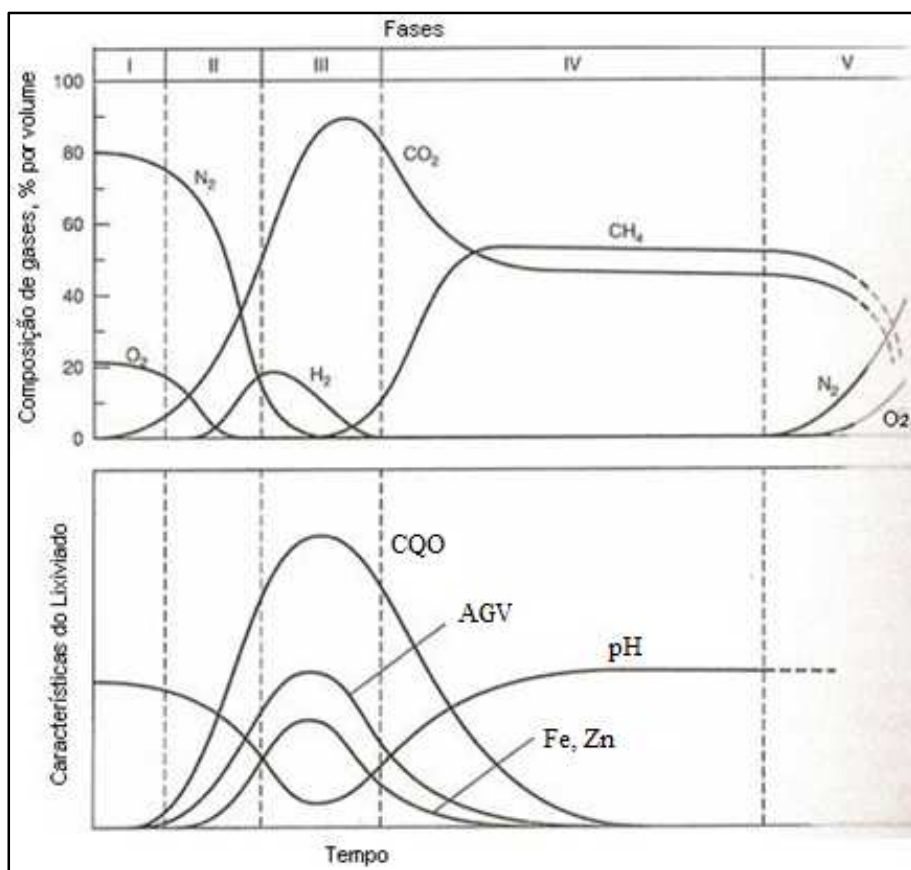 Fases
I II III IV V
Composição de gases, % por volume
100
80
60
40
20
0
N₂
O₂
H₂
CO₂
CH₄
N₂
O₂
Características do Lixiviado
CQO
AGV
pH
Fe, Zn
Tempo